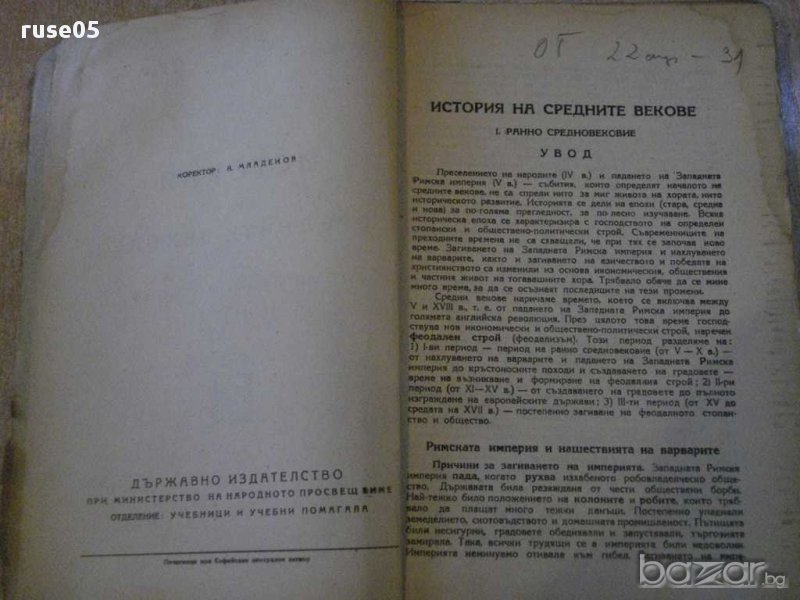 ruse05
КОРЕКТОР: А. МЛАДЕНОВ
ДЪРЖАВНО ИЗДАТЕЛСТВО
ПРИ МИНИСТЕРСТВО НА НАРОДНОТО ПРОСВЕЩЕНИЕ
ОТДЕЛЕНИЕ: УЧЕБНИЦИ И УЧЕБНИ ПОМАГАЛА
ОТ 22 - 31
ИСТОРИЯ НА СРЕДНИТЕ ВЕКОВЕ
I. РАННО СРЕДНОВЕКОВИЕ
УВОД
Преселението на народите (IV в.) и падането на Западната
Римска империя (V в.) — събития, които определят началото на
средните векове, не са спрели нито за миг живота на хората, нито
историческото развитие. Историята се дели на епохи (стара, средна
и нова) за по-голяма прегледност, за по-лесно изучаване. Всяка
историческа епоха се характеризира с господството на определен
стопански и обществено-политически строй. Съвременниците на
преходните времена не са схващали, че при тях се започва ново
време. Загиването на Западната Римска империя и нахлуването
на варварите, както и загиването на езичеството и победата на
християнството са изменили из основа икономическия, обществения
и частния живот на тогавашните хора. Трябвало обаче да се мине
много време, за да се осъзнаят последиците на тези промени.
Средни векове наричаме времето, което се включва между
V и XVIII в., т. е. от падането на Западната Римска империя до
голямата английска революция. През цялото това време господ-
ствува нов икономически и обществено-политически строй, наречен
феодален строй (феодализъм). Този период разделяме на:
1) I-ви период — период на ранно средновековие (от V — X в.) —
от нахлуването на варварите и падането на Западната Римска
империя до кръстоносните походи и създаването на градовете —
време на възникване и формиране на феодалния строй; 2) II-ри
период (от XI—XV в.) — от създаването на градовете до пълното
изграждане на европейските държави; 3) III-ти период (от XV до
средата на XVII в.) — постепенно загиване на феодалното стопан-
ство и общество.
Римската империя и нашествията на варварите
Причини за загиването на империята. Западната Римска
империя пада, когато рухва изхабеното робовладелческо обще-
ство. Държавата била разяждана от чести обществени борби.
Най-тежко било положението на колоните и робите, които тряб-
вало да плащат много тежки данъци. Постепенно упаднали
земеделието, скотовъдството и домашната промишленост. Пътищата
били несигурни, градовете обеднявали и запустявали, търговията
замирала. Така, всички трудящи се в империята били недоволни.
Империята неминуемо отивала към гибел.
bazar.bg